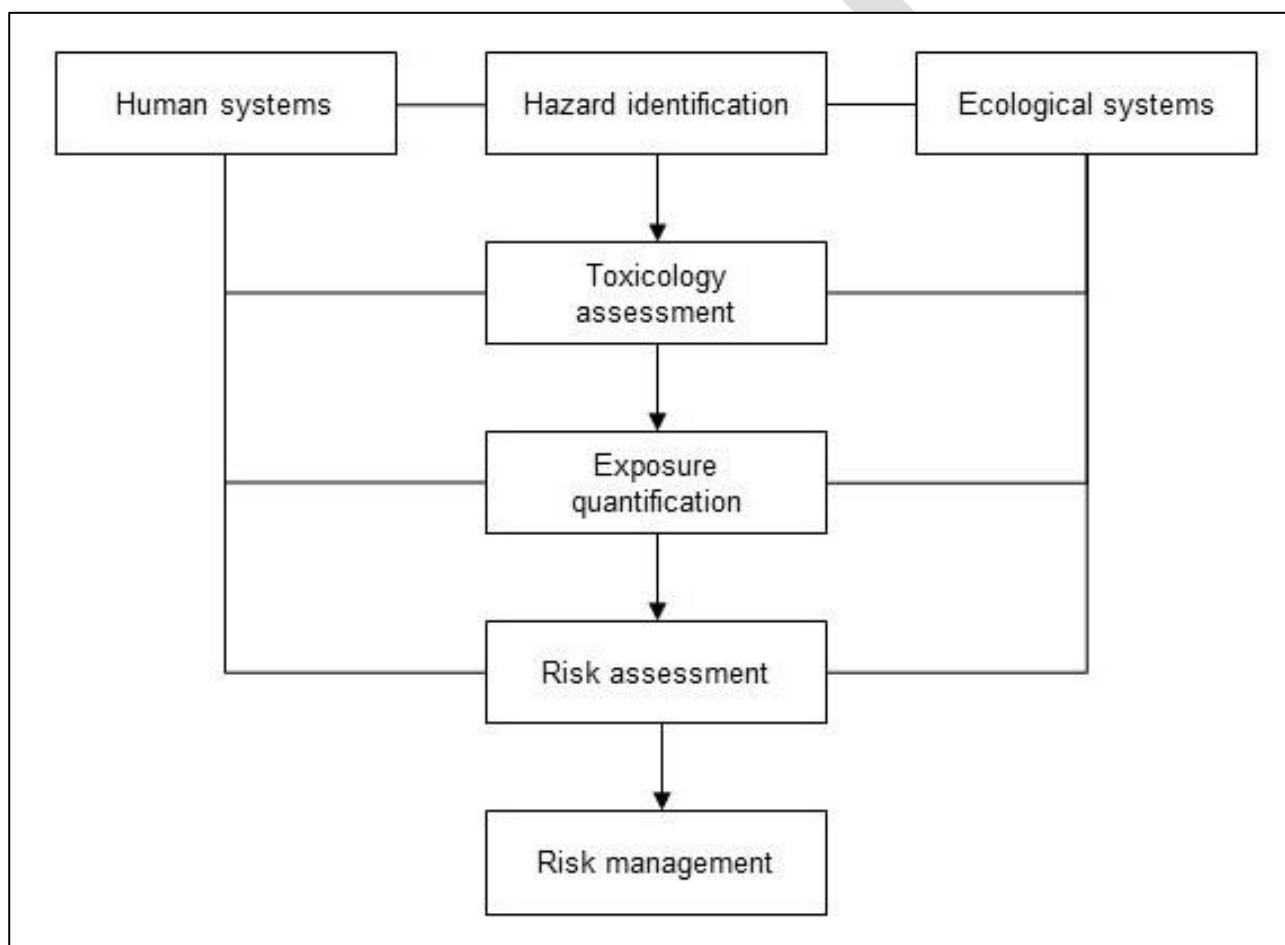 Human systems
Hazard identification
Ecological systems
Toxicology
assessment
Exposure
quantification
Risk assessment
Risk management